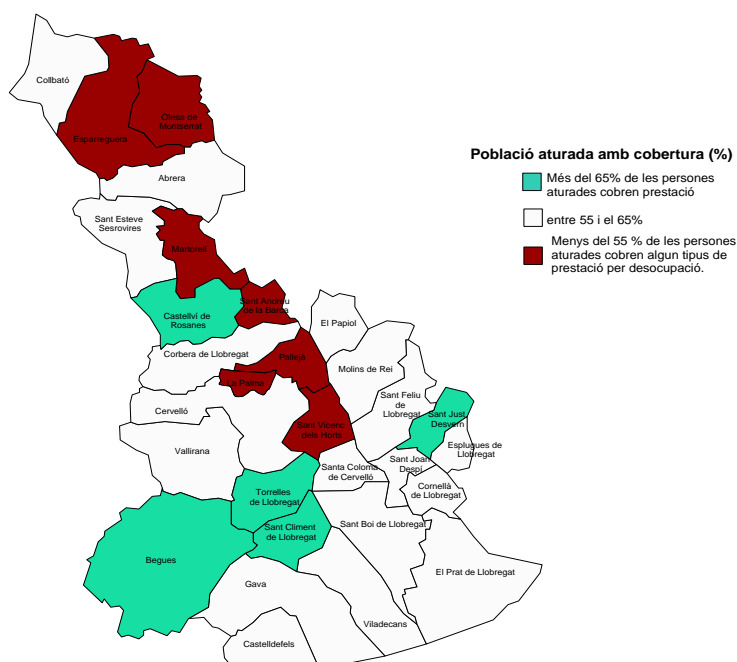 Collbató
Olesa de
Montserrat
Esparreguera
Abrera
Població aturada amb cobertura (%)
Més del 65% de les persones
aturades cobren prestació
entre 55 i el 65%
Menys del 55 % de les persones
aturades cobren algun tipus de
prestació per desocupació.
Sant Esteve
Sesrovires
Martorell
Sant Andreu
de la Barca
Castellví de
Rosanes
El Papiol
Corbera de Llobregat
Pallejà
Molins de Rei
La Palma
Sant Feliu
de
Llobregat
Cervelló
Sant Just
Desvern
Sant Vicenç
dels Horts
Esplugues de
Llobregat
Vallirana
Sant Joan
Despí
Santa Coloma
de Cervelló
Cornellà
de Llobregat
Torrelles
de Llobregat
Sant Climent
de Llobregat
Sant Boi de Llobregat
Begues
El Prat de Llobregat
Gava
Viladecans
Castelldefels